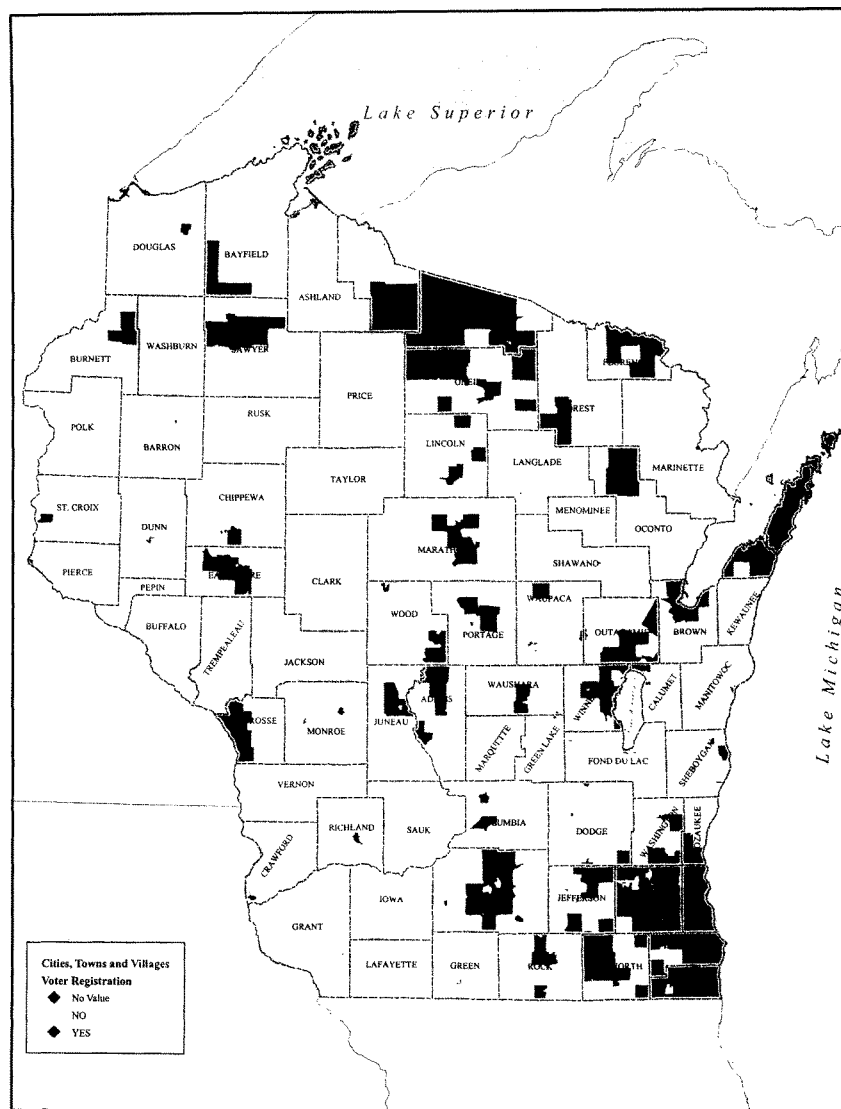 Lake Superior
DOUGLAS
BAYFIELD
ASHLAND
BURNETT
WASHBURN
SAWYER
PRICE
POLK
BARRON
RUSK
LINCOLN
LANGLADE
MARINETTE
TAYLOR
CHIPPEWA
ST. CROIX
DUNN
MENOMINEE
OCONTO
PIERCE
PEPIN
CLARK
SHAWANO
WAUPACA
WOOD
PORTAGE
BROWN
KEWAUNEE
BUFFALO
TREMPLEALEAU
JACKSON
WAUSHARA
CALUMET
MANITOWOC
Lake Michigan
MONROE
JUNEAU
MARQUETTE
GREEN LAKE
FOND DU LAC
SHEBOYGAN
VERNON
RICHLAND
SAUK
DODGE
WASHINGTON
OZAUKEE
CRAWFORD
IOWA
JEFFERSON
GRANT
LAFAYETTE
GREEN
ROCK
Cities, Towns and Villages
Voter Registration
No Value
NO
YES